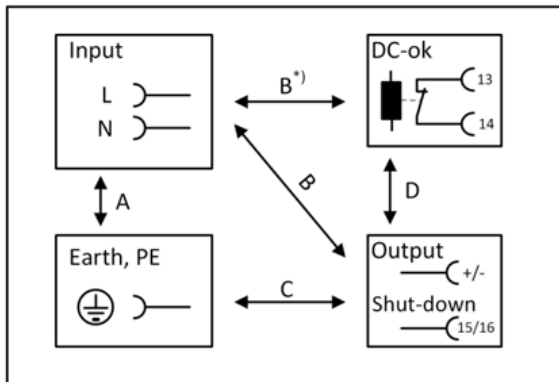 Input
L
N
B*)
DC-ok
13
14
A
B
D
Earth, PE
C
Output
+/-
Shut-down
15/16